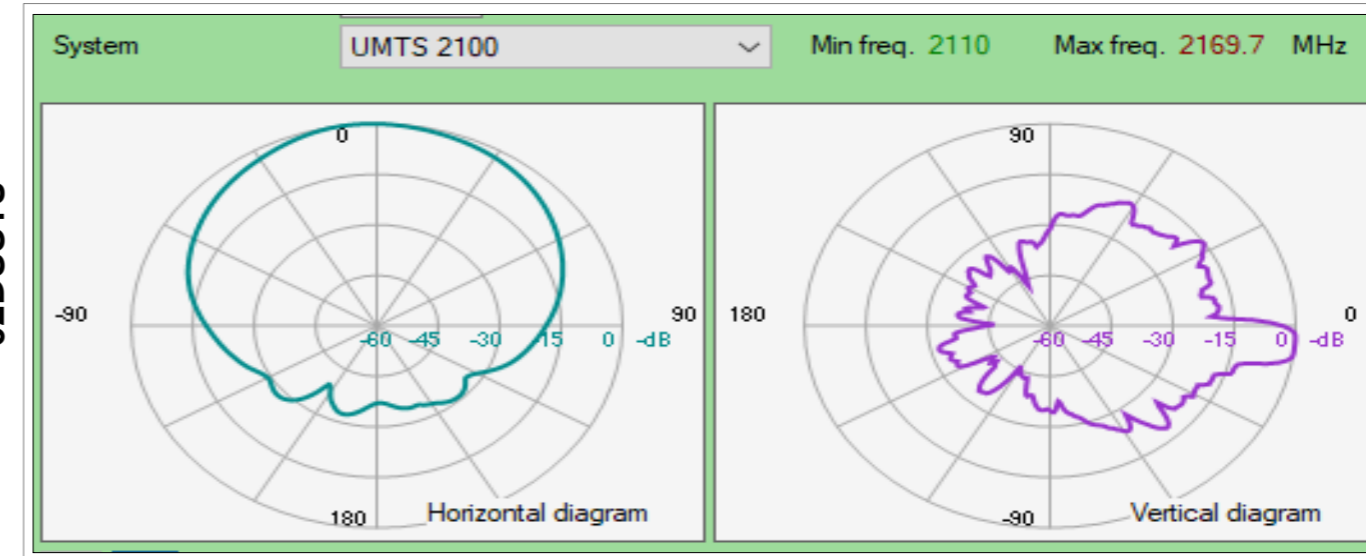 System
UMTS 2100
Min freq. 2110
Max freq. 2169.7 MHz
0
-90
90
-60 -45 -30 -15 0 -dB
180
Horizontal diagram
90
180
0
-60 -45 -30 -15 0 -dB
-90
Vertical diagram